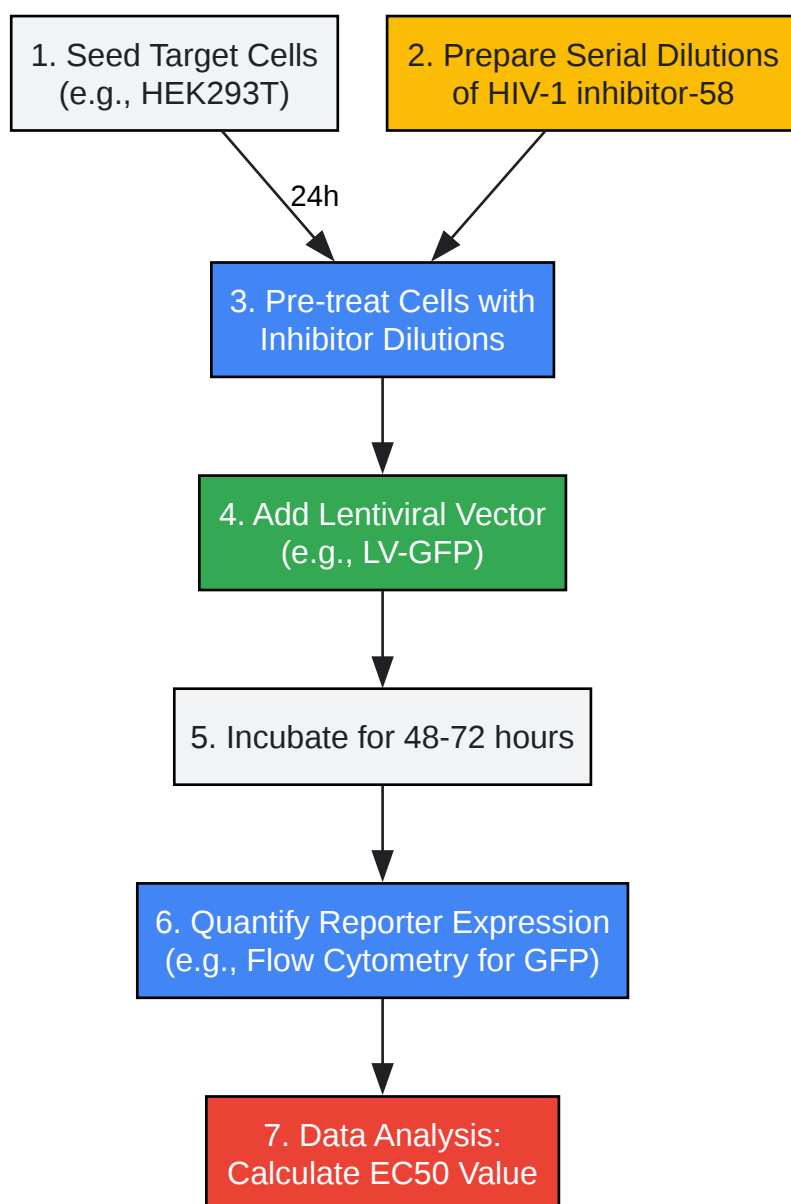 1. Seed Target Cells
(e.g., HEK293T)
2. Prepare Serial Dilutions
of HIV-1 inhibitor-58
24h
3. Pre-treat Cells with
Inhibitor Dilutions
4. Add Lentiviral Vector
(e.g., LV-GFP)
5. Incubate for 48-72 hours
6. Quantify Reporter Expression
(e.g., Flow Cytometry for GFP)
7. Data Analysis:
Calculate EC50 Value